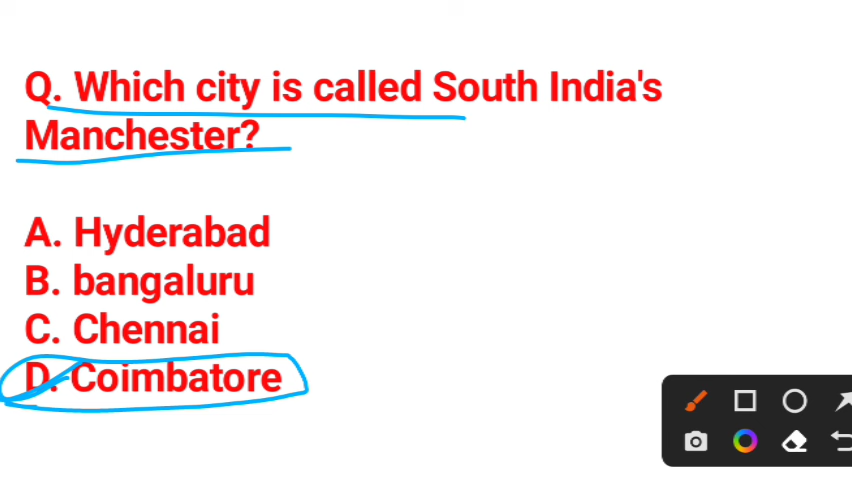 Q. Which city is called South India's
Manchester?
A. Hyderabad
B. bangaluru
C. Chennai
D. Coimbatore